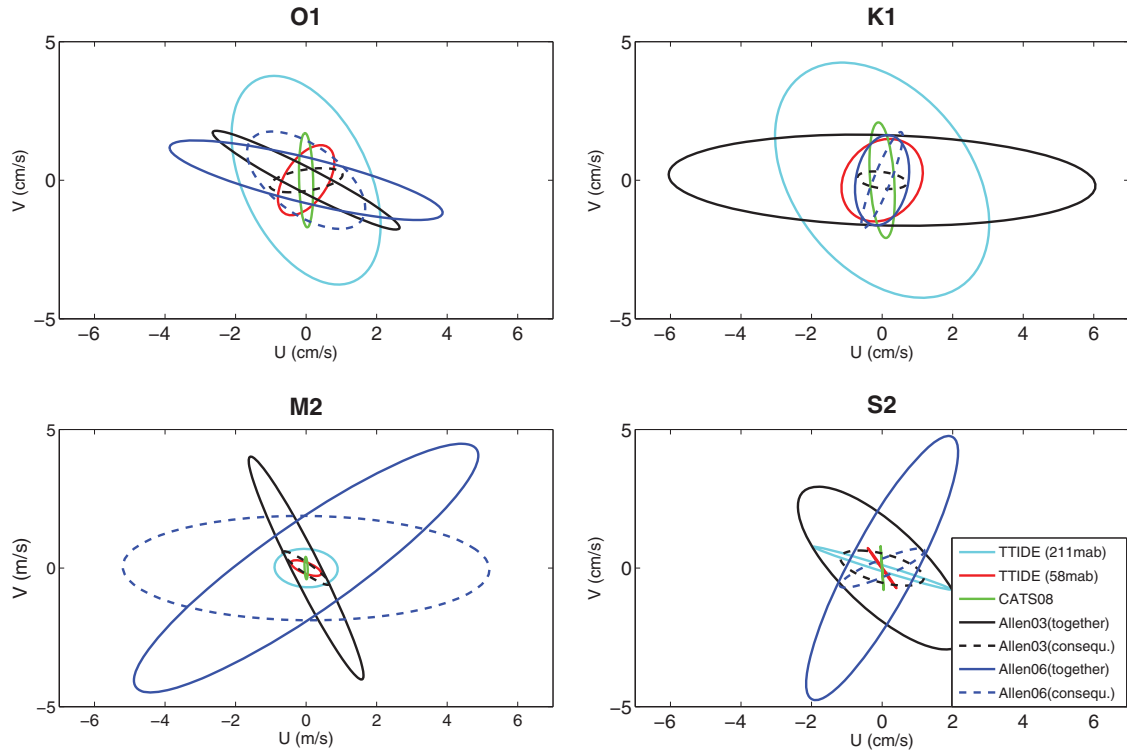 O1
5
0
−5
V (cm/s)
−6 −4 −2 0 2 4 6
U (cm/s)
K1
5
0
−5
V (cm/s)
−6 −4 −2 0 2 4 6
U (cm/s)
M2
5
0
−5
V (m/s)
−6 −4 −2 0 2 4 6
U (m/s)
S2
5
0
−5
V (cm/s)
−6 −4 −2 0 2 4 6
U (cm/s)
TTIDE (211mab)
TTIDE (58mab)
CATS08
Allen03(together)
Allen03(consequ.)
Allen06(together)
Allen06(consequ.)